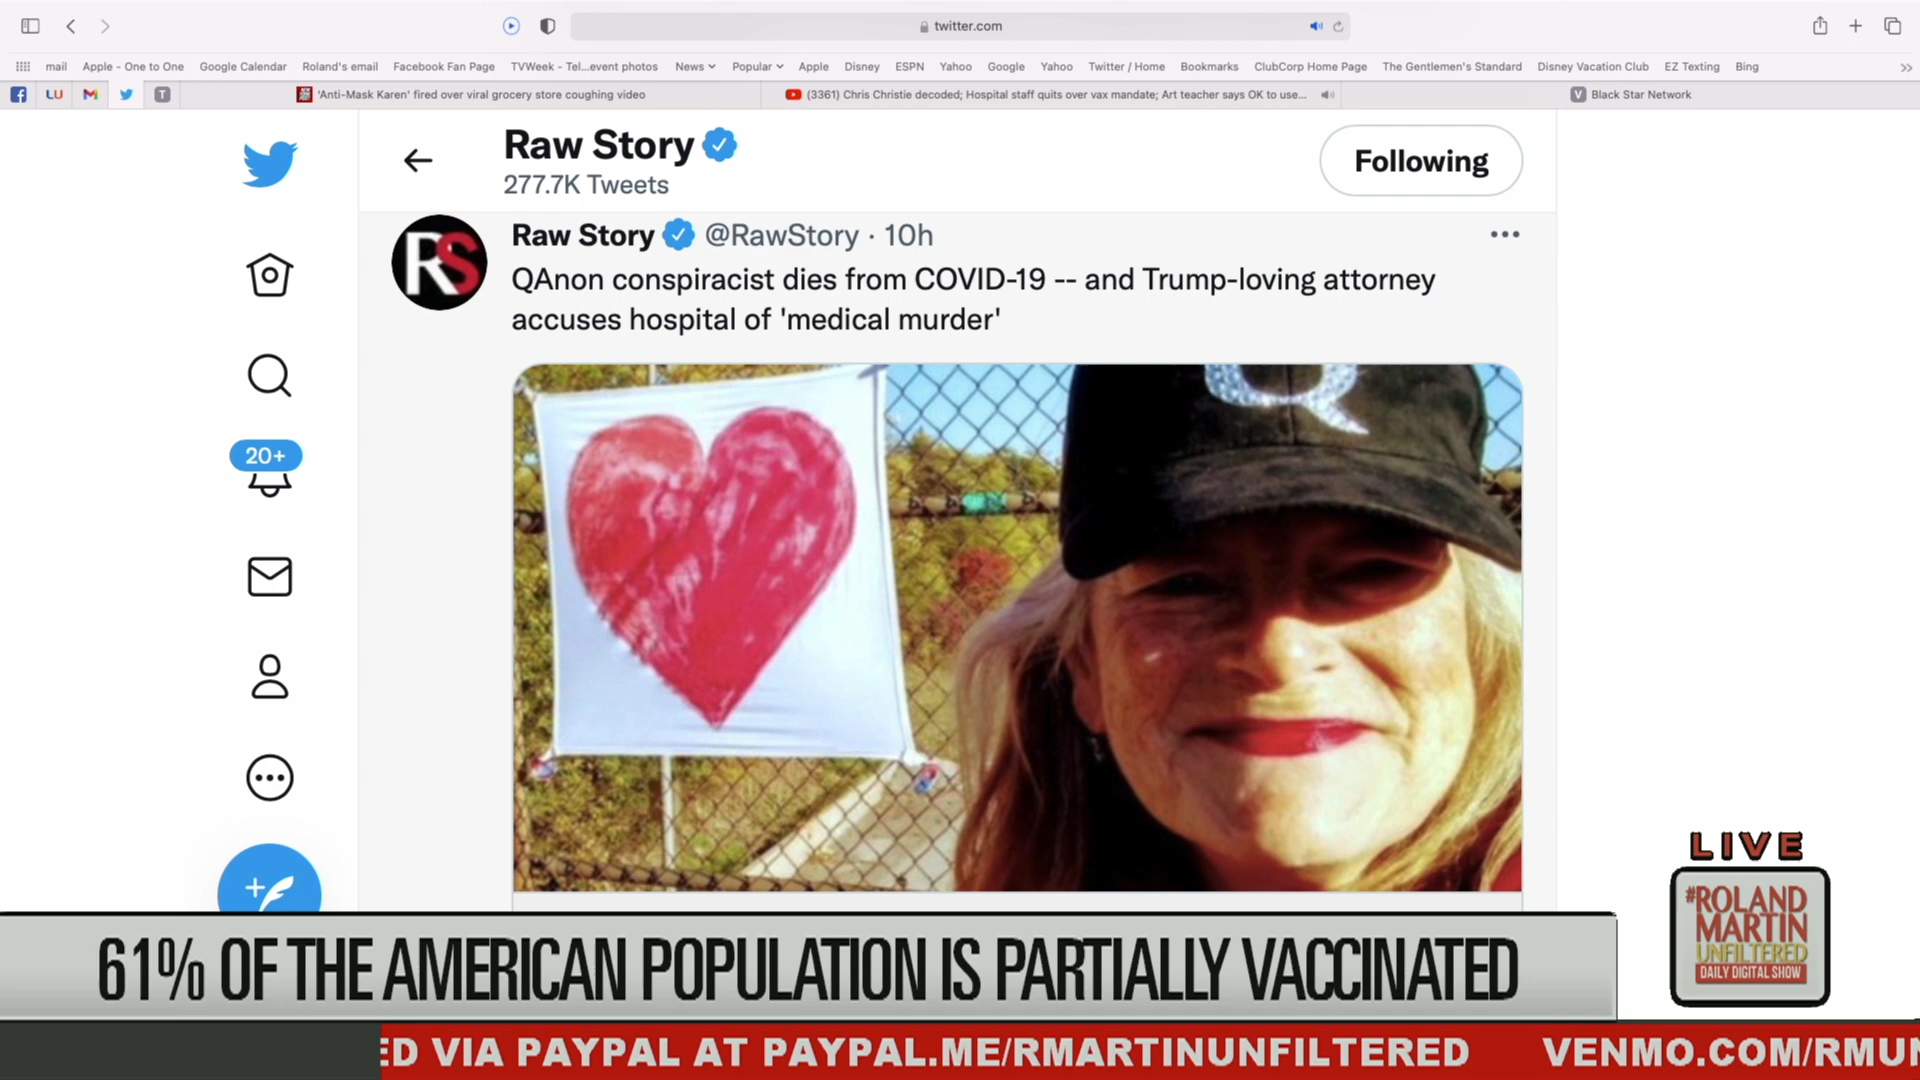 twitter.com
mail Apple - One to One Google Calendar Roland's email Facebook Fan Page TVWeek - Tel...event photos News Popular Apple Disney ESPN Yahoo Google Yahoo Twitter / Home Bookmarks ClubCorp Home Page The Gentlemen's Standard Disney Vacation Club EZ Texting Bing
LU T 'Anti-Mask Karen' fired over viral grocery store coughing video (3361) Chris Christie decoded; Hospital staff quits over vax mandate; Art teacher says OK to use... V Black Star Network
Raw Story
277.7K Tweets
Following
RS
Raw Story @RawStory · 10h
QAnon conspiracist dies from COVID-19 -- and Trump-loving attorney
accuses hospital of 'medical murder'
Q
20+
LIVE
#ROLAND
MARTIN
UNFILTERED
DAILY DIGITAL SHOW
61% OF THE AMERICAN POPULATION IS PARTIALLY VACCINATED
ED VIA PAYPAL AT PAYPAL.ME/RMARTINUNFILTERED VENMO.COM/RMUN